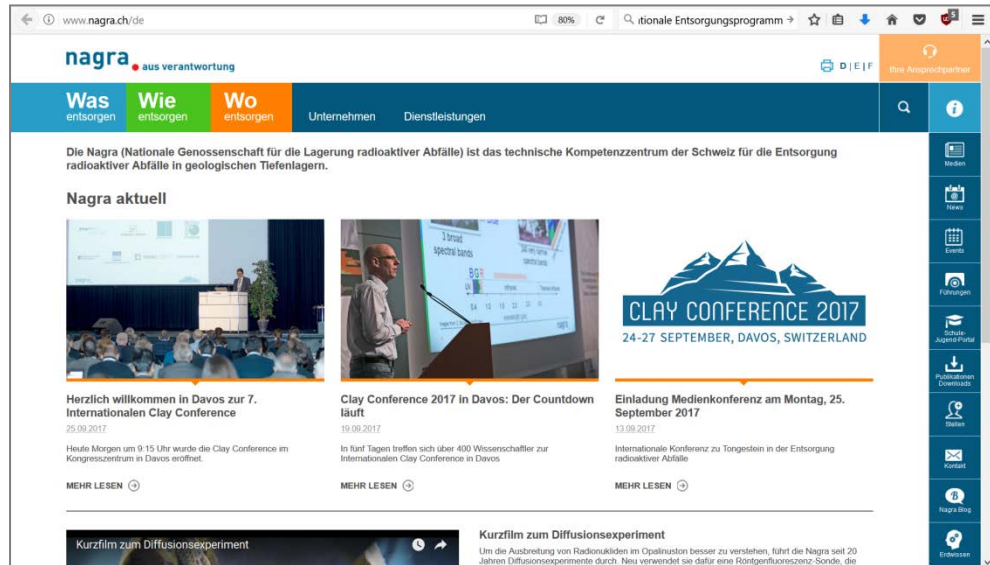 www.nagra.ch/de
80%
tionale Entsorgungsprogramm
5
nagra
aus verantwortung
D | E | F
Ihre Ansprechpartner
Was
entsorgen
Wie
entsorgen
Wo
entsorgen
Unternehmen
Dienstleistungen
Die Nagra (Nationale Genossenschaft für die Lagerung radioaktiver Abfälle) ist das technische Kompetenzzentrum der Schweiz für die Entsorgung
radioaktiver Abfälle in geologischen Tiefenlagern.
Nagra aktuell
3 broad
spectral bands
BGR
UV
CLAY CONFERENCE 2017
24-27 SEPTEMBER, DAVOS, SWITZERLAND
Herzlich willkommen in Davos zur 7.
Internationalen Clay Conference
25.09.2017
Heute Morgen um 9:15 Uhr wurde die Clay Conference im
Kongresszentrum in Davos eröffnet.
MEHR LESEN
Clay Conference 2017 in Davos: Der Countdown
läuft
19.09.2017
In fünf Tagen treffen sich über 400 Wissenschaftler zur
Internationalen Clay Conference in Davos
MEHR LESEN
Einladung Medienkonferenz am Montag, 25.
September 2017
13.09.2017
Internationale Konferenz zu Tongestein in der Entsorgung
radioaktiver Abfälle
MEHR LESEN
Kurzfilm zum Diffusionsexperiment
Kurzfilm zum Diffusionsexperiment
Um die Ausbreitung von Radionukliden im Opalinuston besser zu verstehen, führt die Nagra seit 20
Jahren Diffusionsexperimente durch. Neu verwendet sie dafür eine Röntgenfluoreszenz-Sonde, die
Medien
News
Events
Führungen
Schule-
Jugend-Portal
Publikationen
Downloads
Stellen
Kontakt
Nagra Blog
Erdwissen